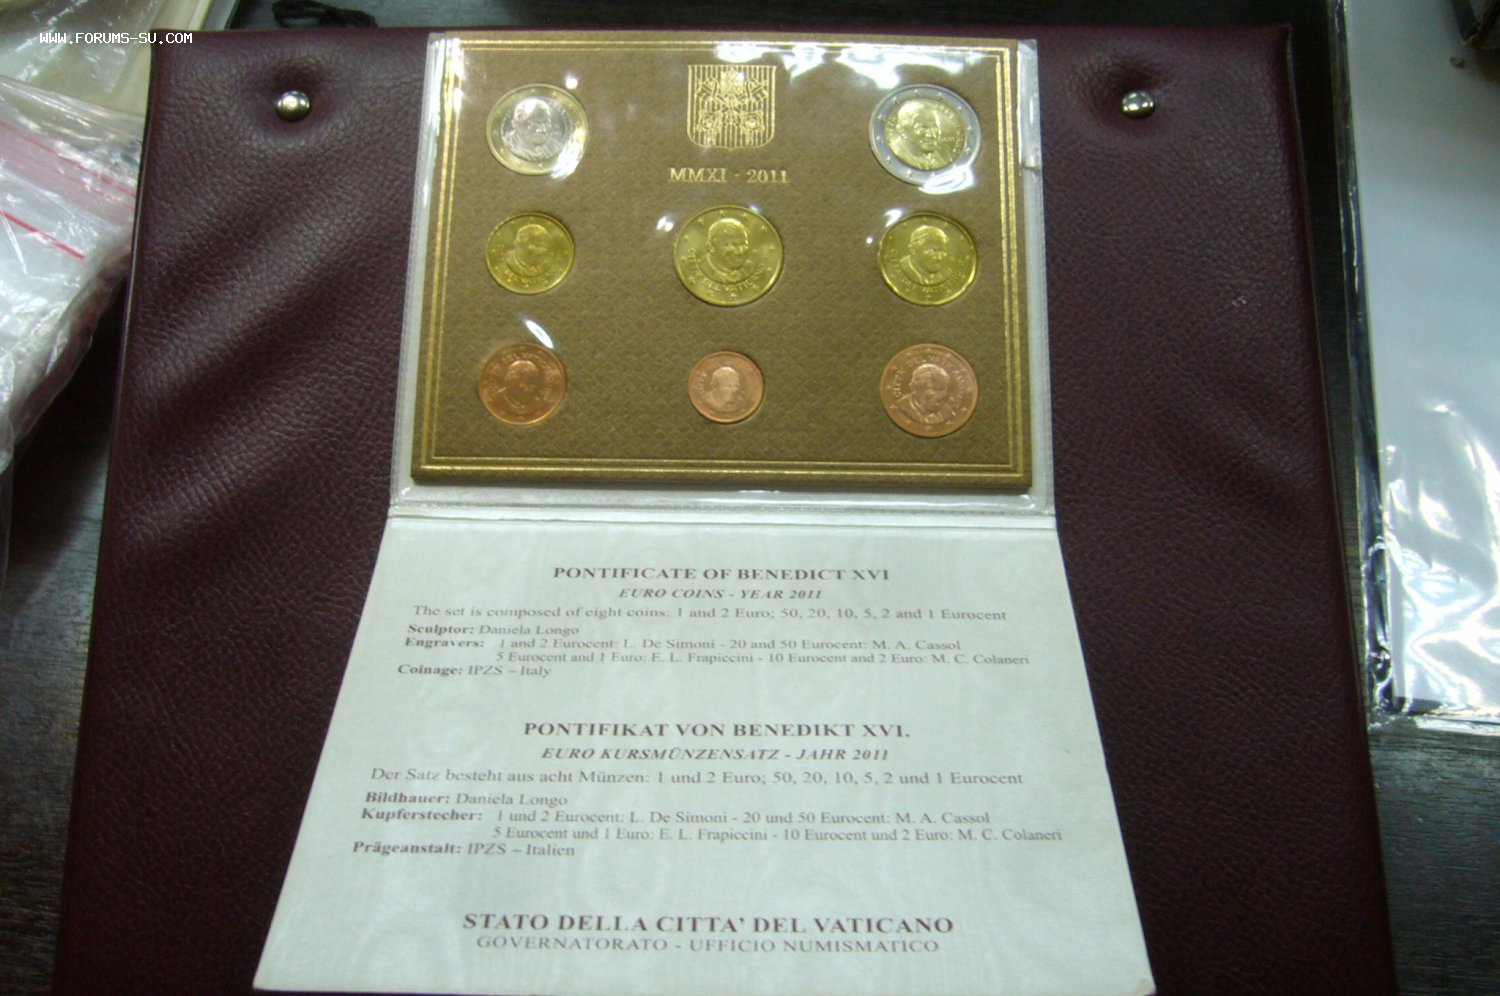 WWW.FORUMS-SU.COM
MMXI - 2011
PONTIFICATE OF BENEDICT XVI
EURO COINS - YEAR 2011
The set is composed of eight coins: 1 and 2 Euro; 50, 20, 10, 5, 2 and 1 Eurocent
Sculptor: Daniela Longo
Engravers: 1 and 2 Eurocent: L. De Simoni - 20 and 50 Eurocent: M. A. Cassol
5 Eurocent and 1 Euro: E. L. Frapiccini - 10 Eurocent and 2 Euro: M. C. Colaneri
Coinage: IPZS – Italy
PONTIFIKAT VON BENEDIKT XVI.
EURO KURSMÜNZENSATZ - JAHR 2011
Der Satz besteht aus acht Münzen: 1 und 2 Euro; 50, 20, 10, 5, 2 und 1 Eurocent
Bildhauer: Daniela Longo
Kupferstecher: 1 und 2 Eurocent: L. De Simoni - 20 und 50 Eurocent: M. A. Cassol
5 Eurocent und 1 Euro: E. L. Frapiccini - 10 Eurocent und 2 Euro: M. C. Colaneri
Prägeanstalt: IPZS – Italien
STATO DELLA CITTA' DEL VATICANO
GOVERNATORATO - UFFICIO NUMISMATICO